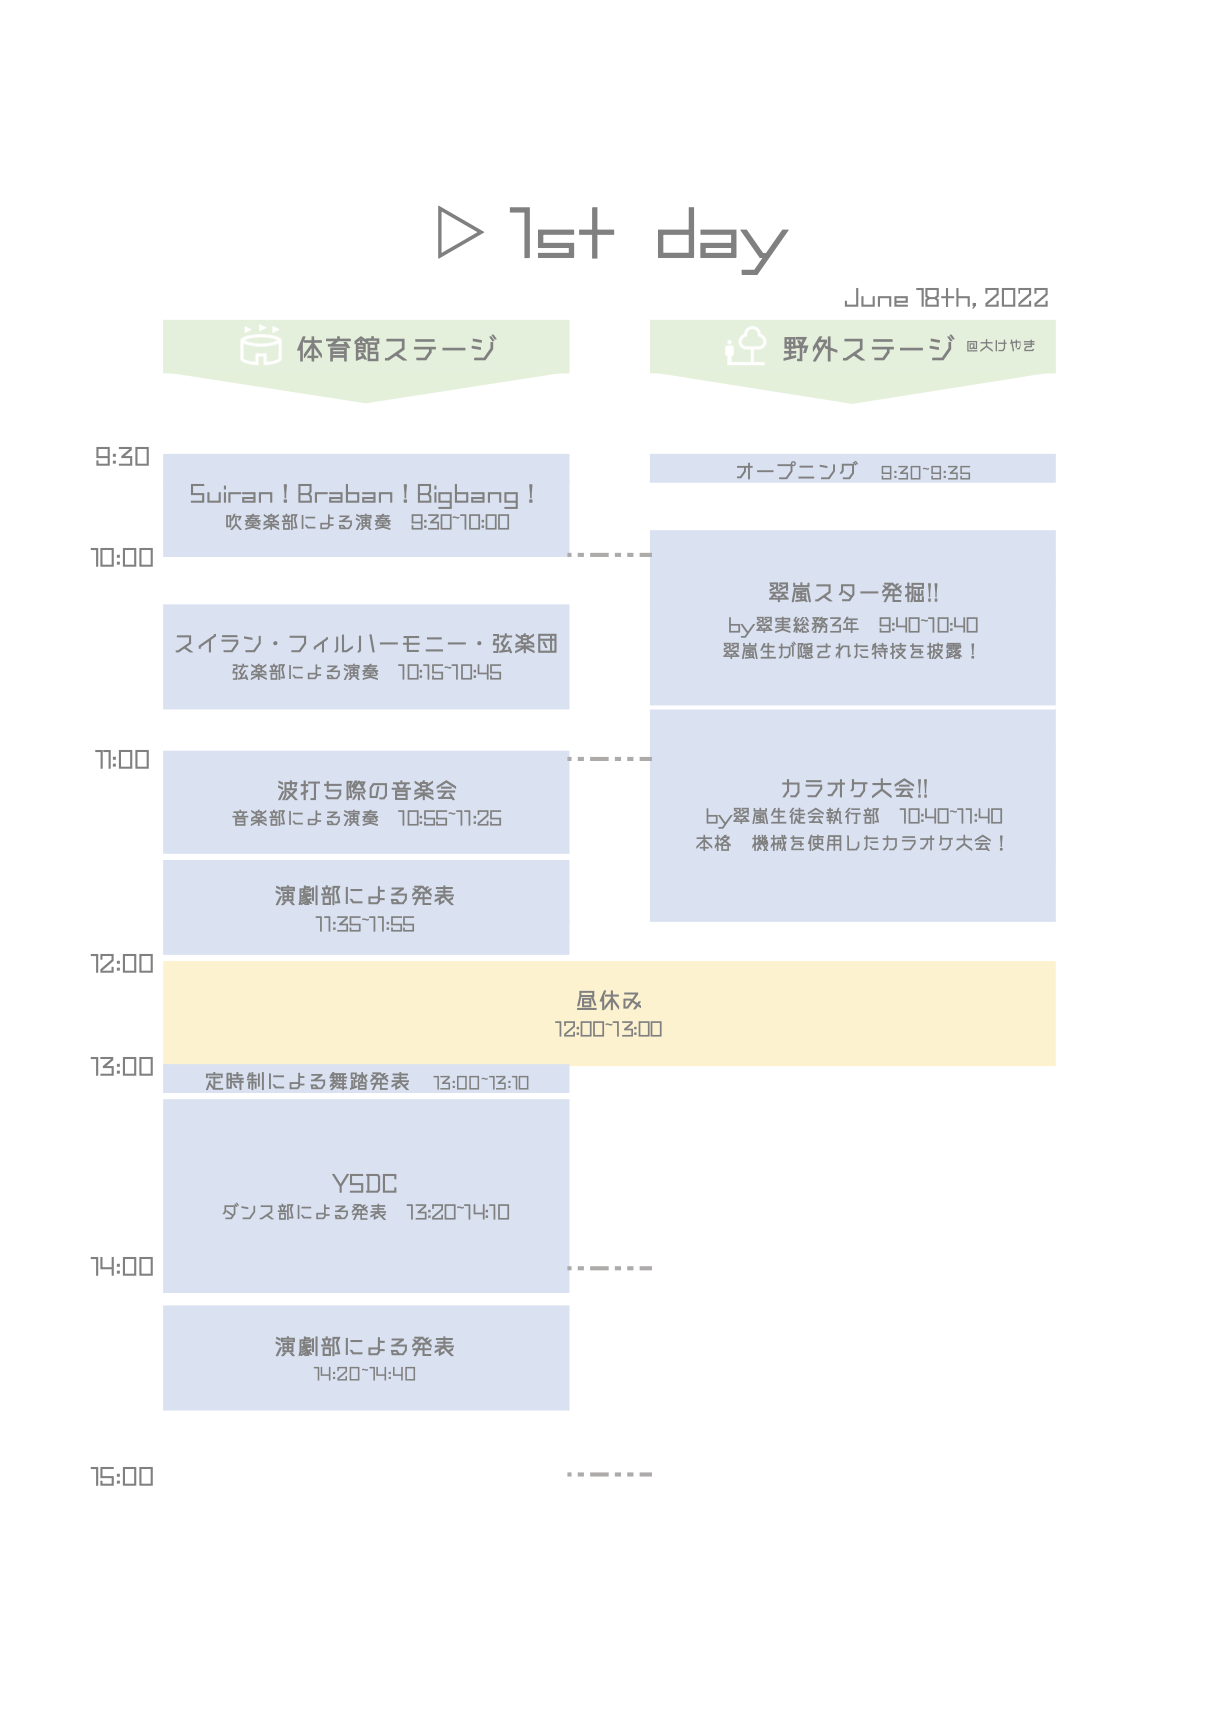 1st day
June 18th, 2022
体育館ステージ
野外ステージ @大けやき
9:30
Suiran！Braban！Bigbang！
吹奏楽部による演奏　9:30~10:00
オープニング　9:30~9:35
10:00
翠嵐スター発掘!!
by翠実総務3年　9:40~10:40
翠嵐生が隠された特技を披露！
スイラン・フィルハーモニー・弦楽団
弦楽部による演奏　10:15~10:45
11:00
波打ち際の音楽会
音楽部による演奏　10:55~11:25
カラオケ大会!!
by翠嵐生徒会執行部　10:40~11:40
本格　機械を使用したカラオケ大会！
演劇部による発表
11:35~11:55
12:00
昼休み
12:00~13:00
13:00
定時制による舞踏発表　13:00~13:10
YSDC
ダンス部による発表　13:20~14:10
14:00
演劇部による発表
14:20~14:40
15:00